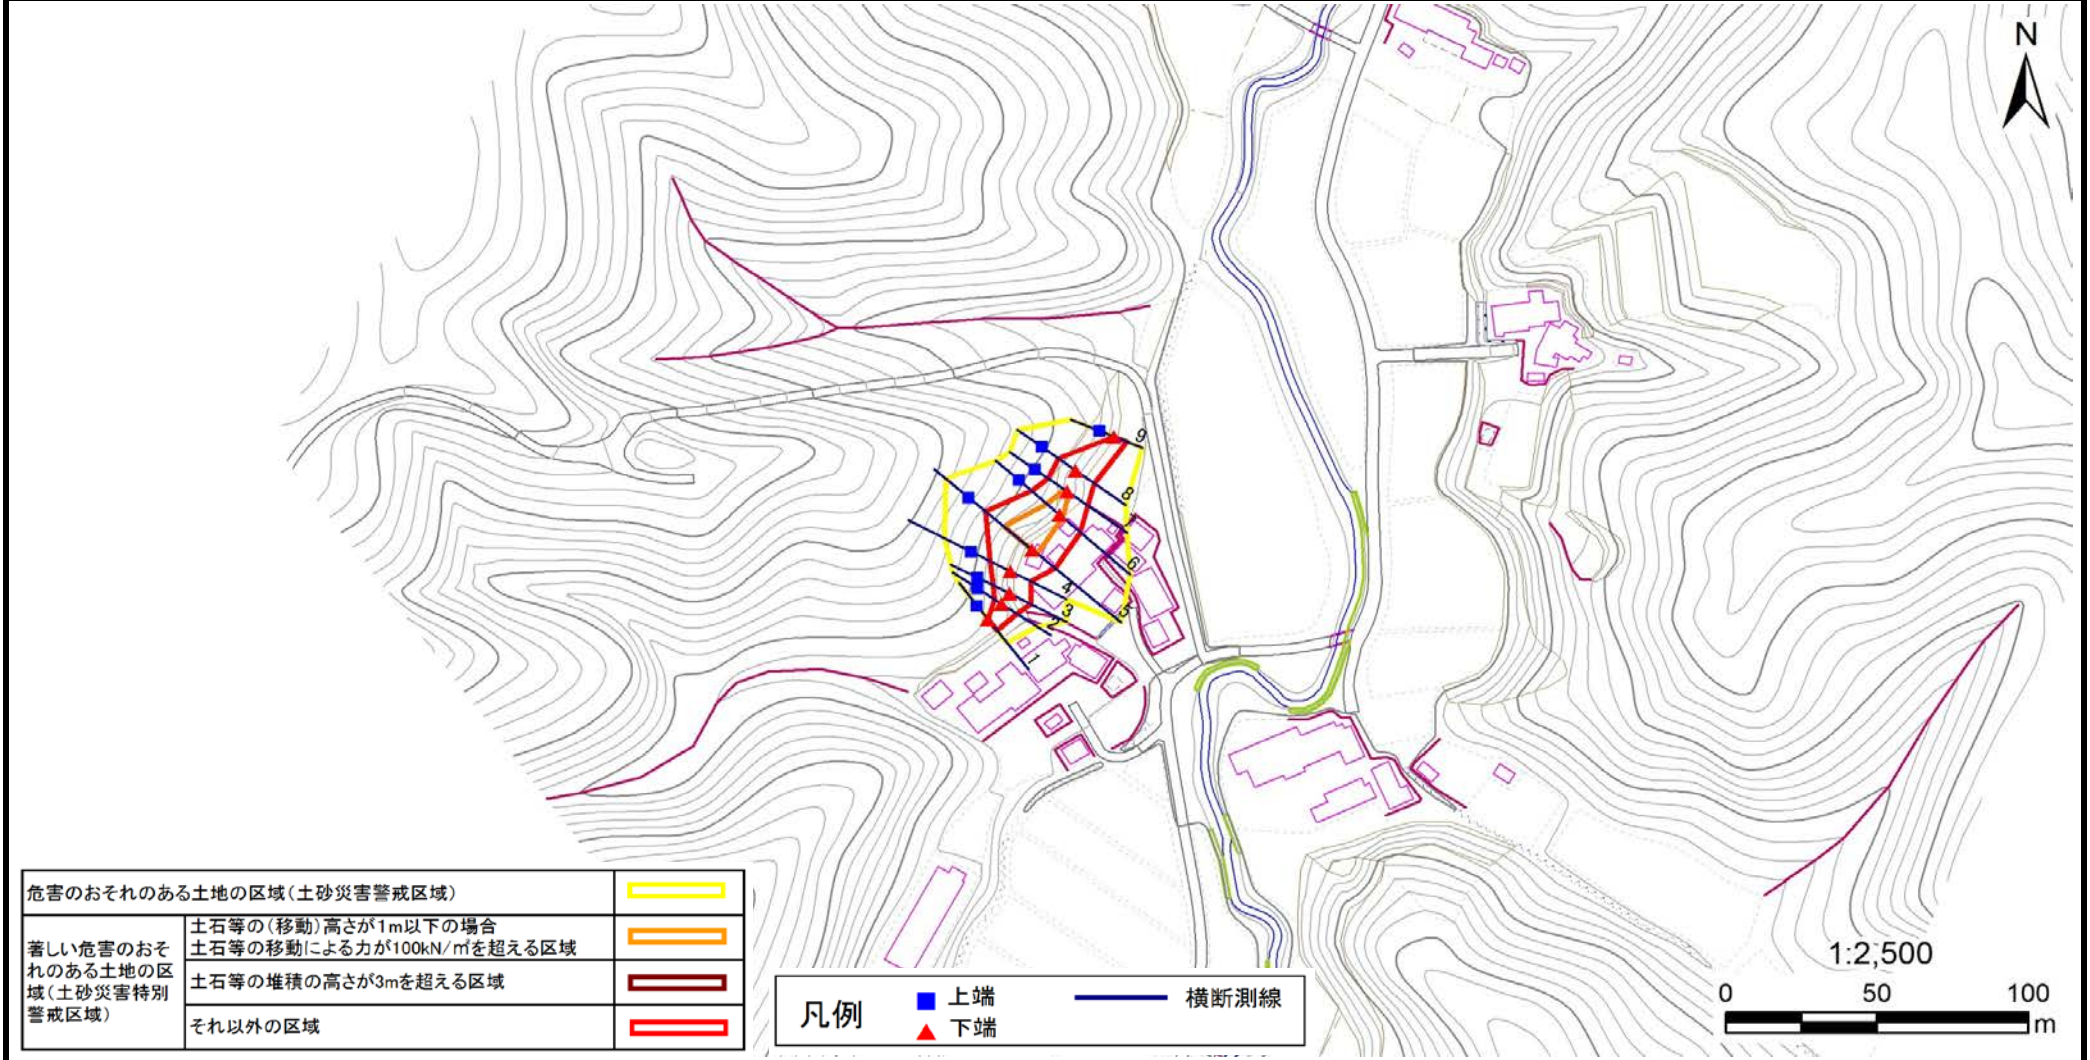 N
9
8
7
6
5
4
3
2
1
危害のおそれのある土地の区域(土砂災害警戒区域)
著しい危害のおそ
れのある土地の区
域(土砂災害特別
警戒区域)
土石等の(移動)高さが1m以下の場合
土石等の移動による力が100kN/㎡を超える区域
土石等の堆積の高さが3mを超える区域
それ以外の区域
凡例
上端
下端
横断測線
1:2,500
0 50 100
m